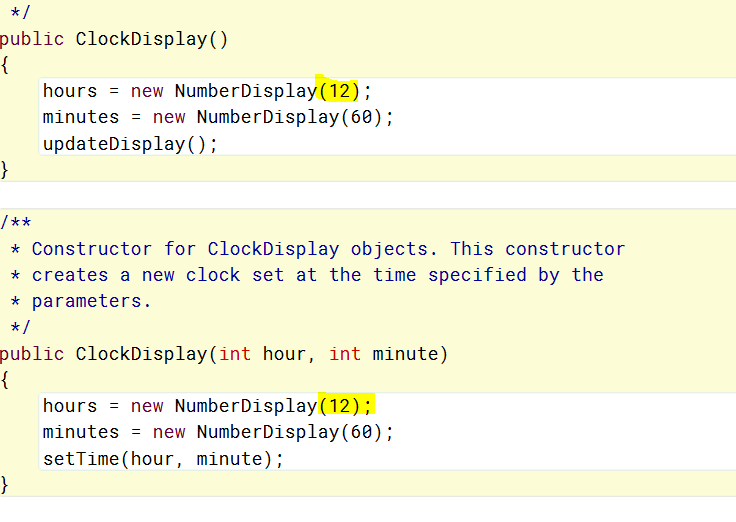 */
public ClockDisplay()
{
hours = new NumberDisplay(12);
minutes = new NumberDisplay(60);
updateDisplay();
}
/**
* Constructor for ClockDisplay objects. This constructor
* creates a new clock set at the time specified by the
* parameters.
*/
public ClockDisplay(int hour, int minute)
{
hours = new NumberDisplay(12);
minutes = new NumberDisplay(60);
setTime(hour, minute);
}